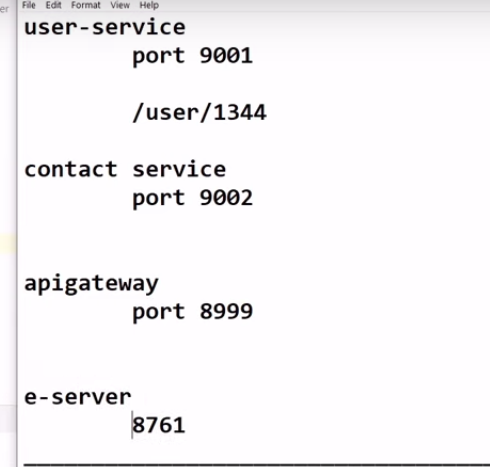 er
File Edit Format View Help
user-service
port 9001
/user/1344
contact service
port 9002
apigateway
port 8999
e-server
8761